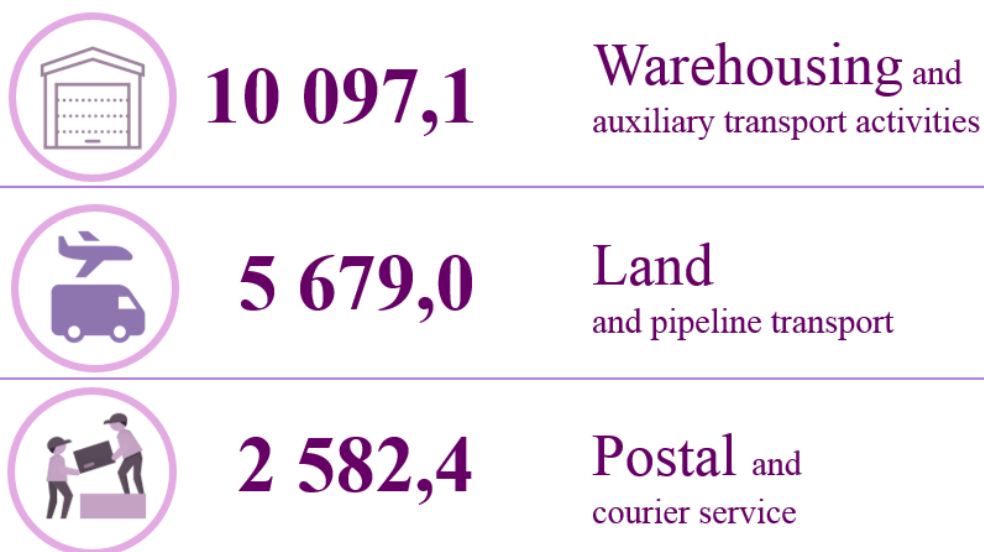 10 097,1
Warehousing and
auxiliary transport activities
5 679,0
Land
and pipeline transport
2 582,4
Postal and
courier service